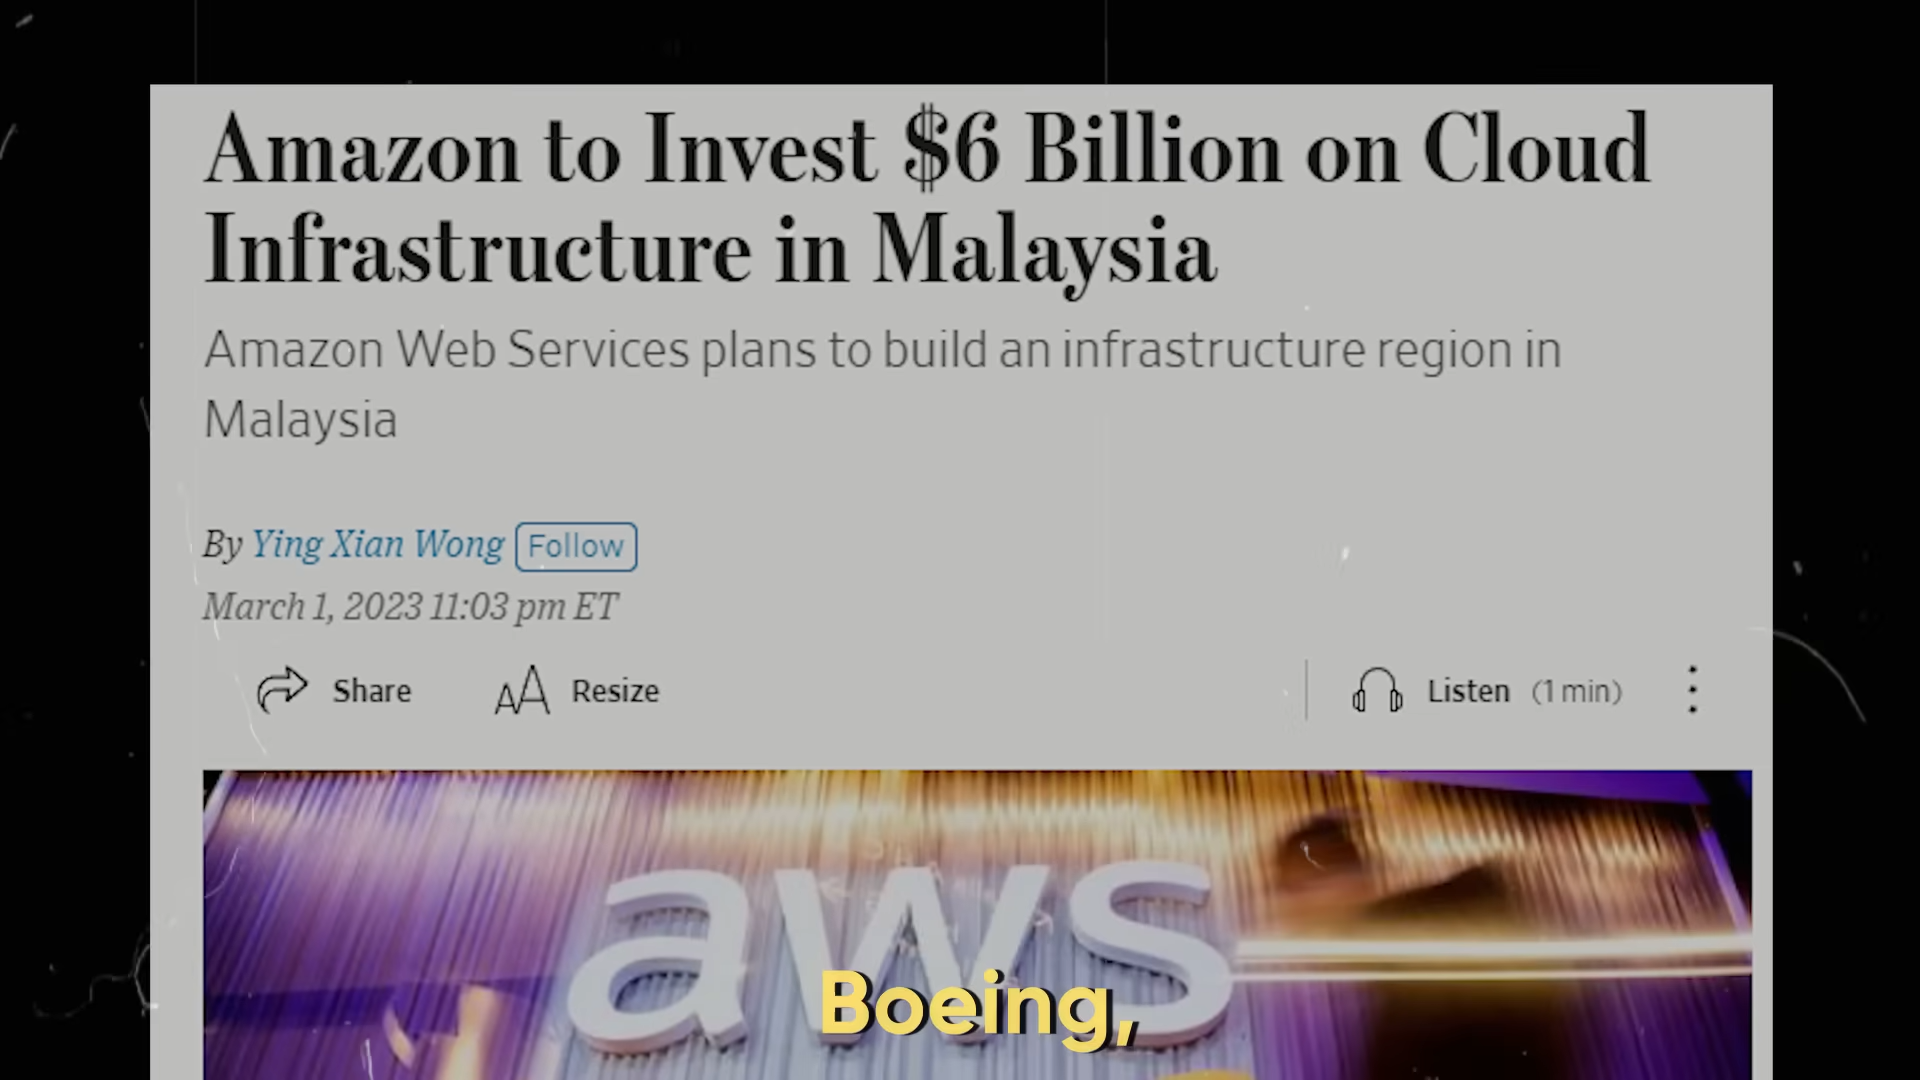 Amazon to Invest $6 Billion on Cloud
Infrastructure in Malaysia
Amazon Web Services plans to build an infrastructure region in
Malaysia
By Ying Xian Wong Follow
March 1, 2023 11:03 pm ET
Share AA Resize Listen (1 min)
aws
Boeing,